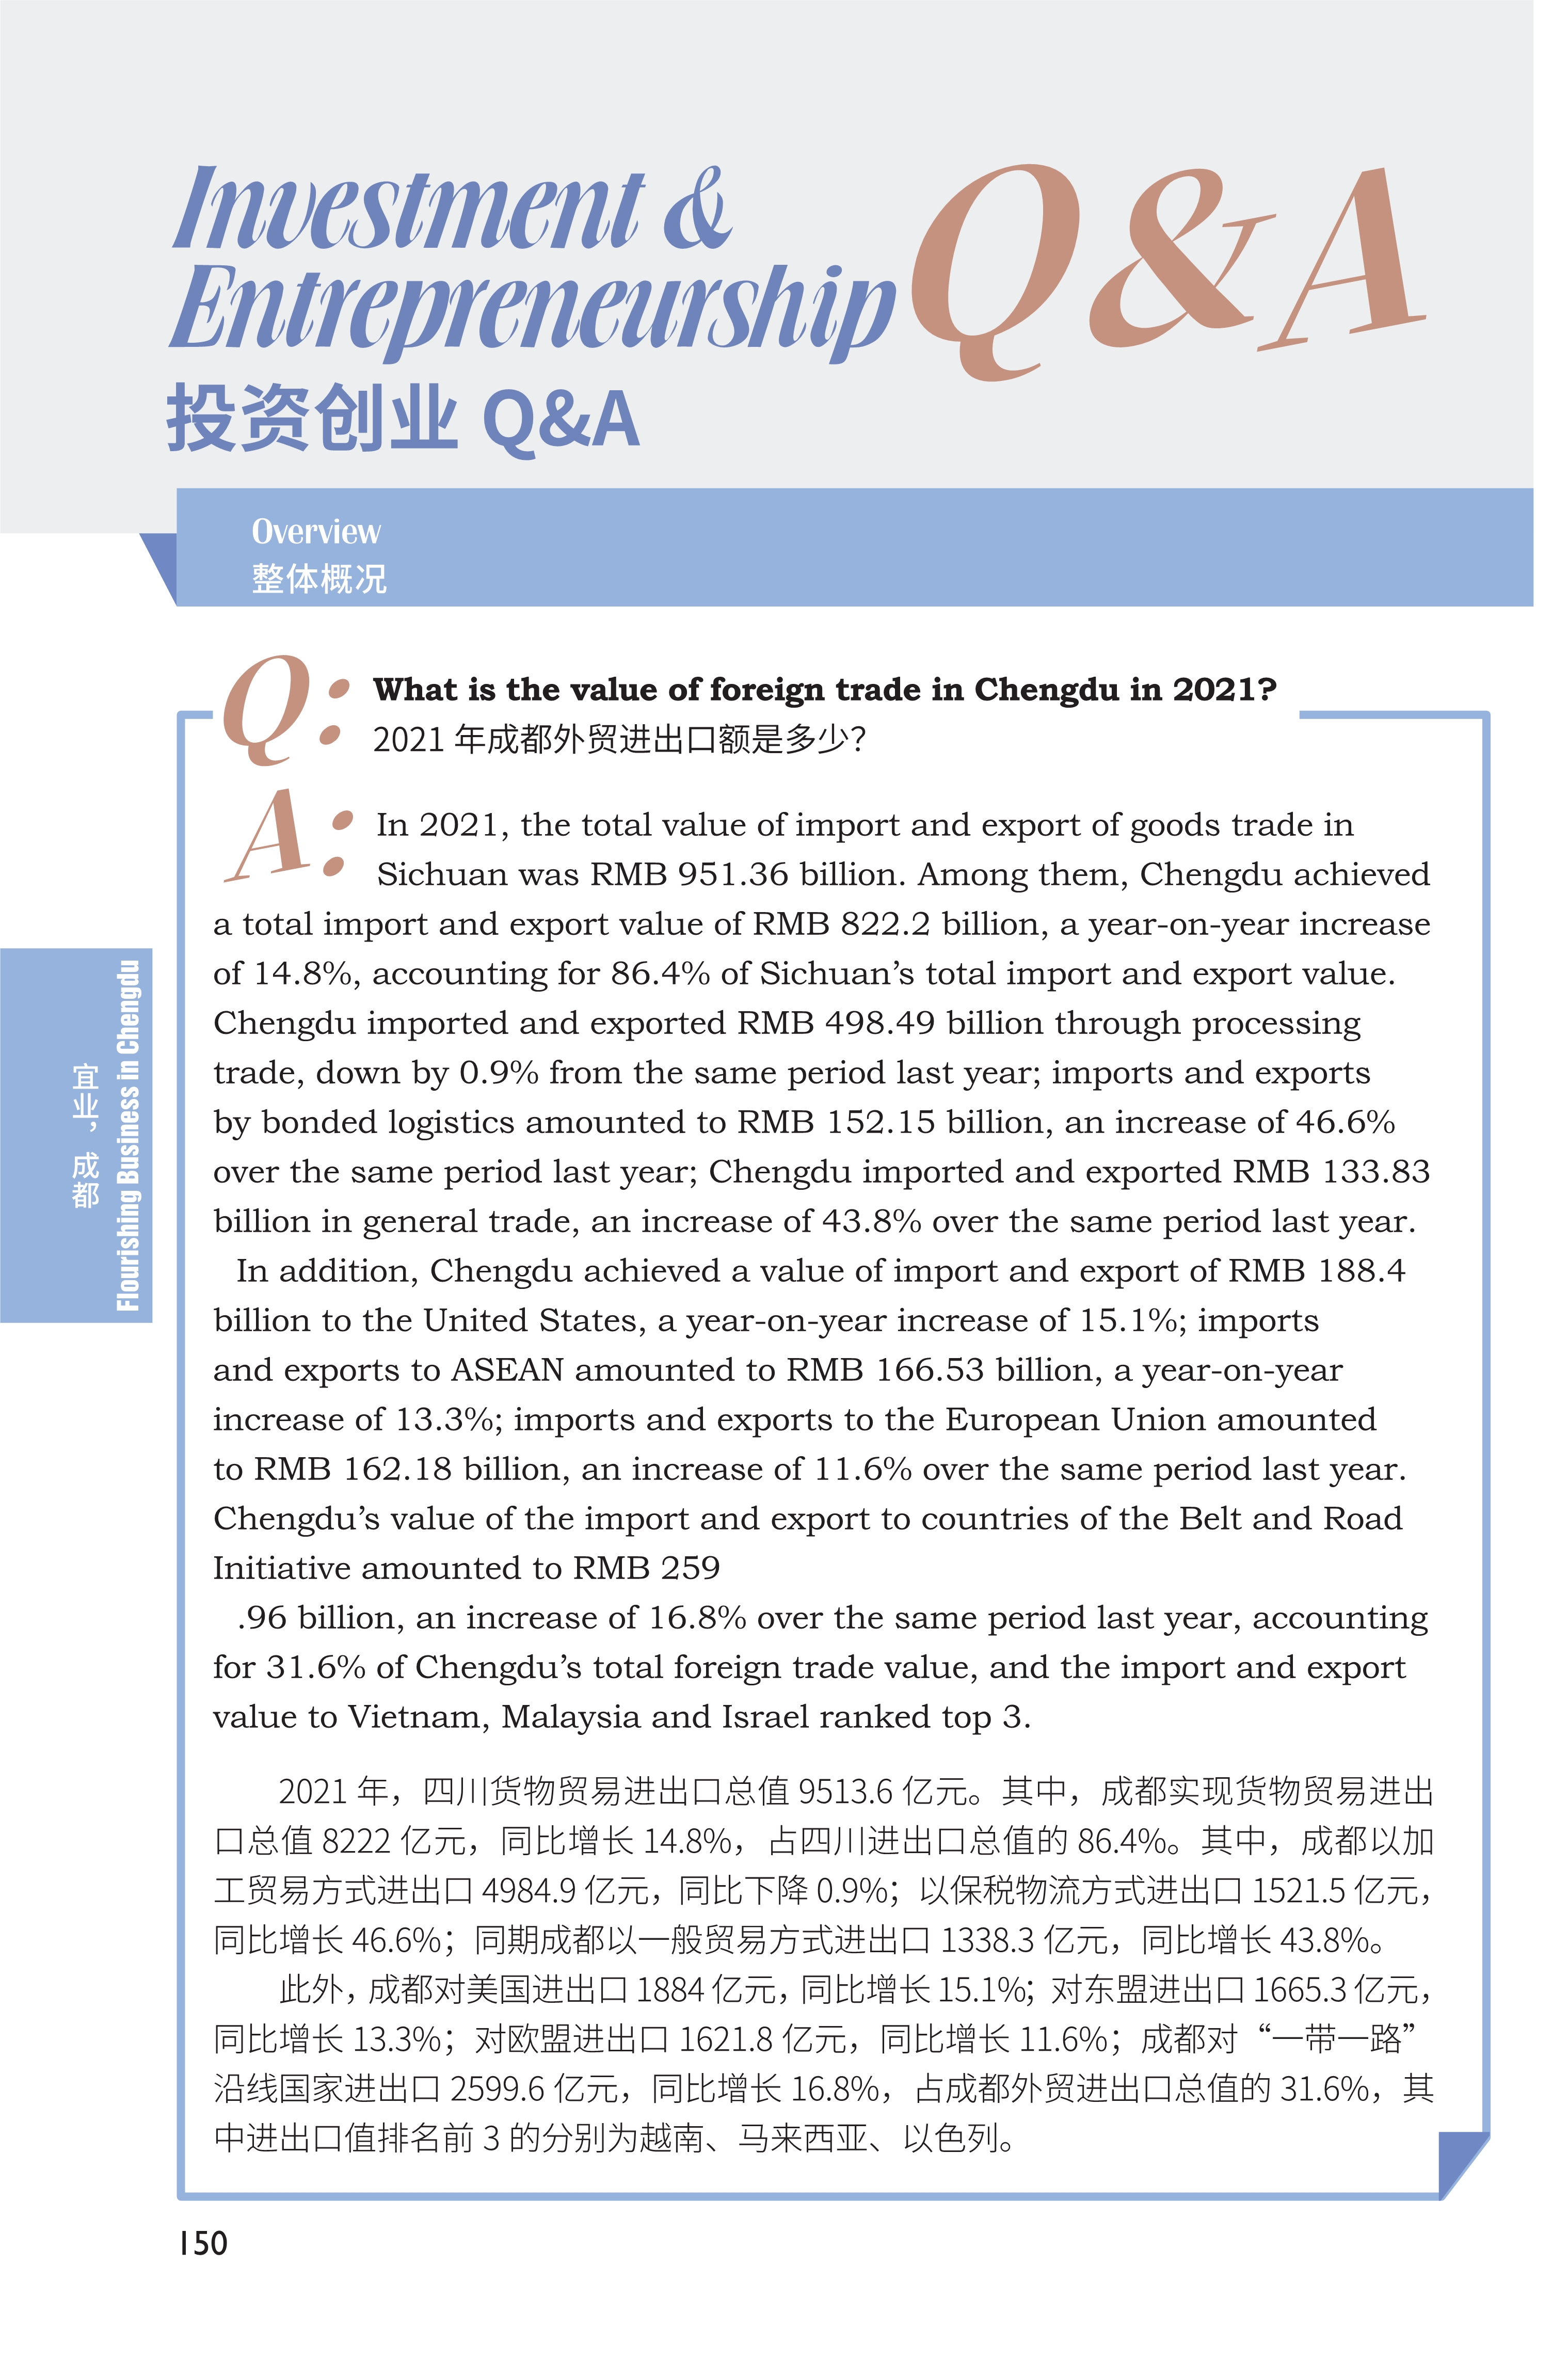 Investment &
Entrepreneurship
Q&A
投资创业 Q&A
Overview
整体概况
Q:
What is the value of foreign trade in Chengdu in 2021?
2021 年成都外贸进出口额是多少？
A:
In 2021, the total value of import and export of goods trade in
Sichuan was RMB 951.36 billion. Among them, Chengdu achieved
a total import and export value of RMB 822.2 billion, a year-on-year increase
of 14.8%, accounting for 86.4% of Sichuan’s total import and export value.
Chengdu imported and exported RMB 498.49 billion through processing
trade, down by 0.9% from the same period last year; imports and exports
by bonded logistics amounted to RMB 152.15 billion, an increase of 46.6%
over the same period last year; Chengdu imported and exported RMB 133.83
billion in general trade, an increase of 43.8% over the same period last year.
In addition, Chengdu achieved a value of import and export of RMB 188.4
billion to the United States, a year-on-year increase of 15.1%; imports
and exports to ASEAN amounted to RMB 166.53 billion, a year-on-year
increase of 13.3%; imports and exports to the European Union amounted
to RMB 162.18 billion, an increase of 11.6% over the same period last year.
Chengdu’s value of the import and export to countries of the Belt and Road
Initiative amounted to RMB 259
.96 billion, an increase of 16.8% over the same period last year, accounting
for 31.6% of Chengdu’s total foreign trade value, and the import and export
value to Vietnam, Malaysia and Israel ranked top 3.
2021 年，四川货物贸易进出口总值 9513.6 亿元。其中，成都实现货物贸易进出
口总值 8222 亿元，同比增长 14.8%，占四川进出口总值的 86.4%。其中，成都以加
工贸易方式进出口 4984.9 亿元，同比下降 0.9%；以保税物流方式进出口 1521.5 亿元，
同比增长 46.6%；同期成都以一般贸易方式进出口 1338.3 亿元，同比增长 43.8%。
此外，成都对美国进出口 1884 亿元，同比增长 15.1%；对东盟进出口 1665.3 亿元，
同比增长 13.3%；对欧盟进出口 1621.8 亿元，同比增长 11.6%；成都对“一带一路”
沿线国家进出口 2599.6 亿元，同比增长 16.8%，占成都外贸进出口总值的 31.6%，其
中进出口值排名前 3 的分别为越南、马来西亚、以色列。
宜业，成都
Flourishing Business in Chengdu
150